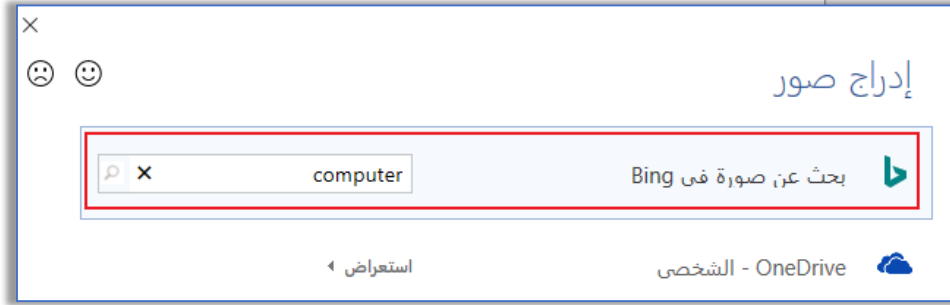 إدراج صور
بحث عن صورة في Bing computer
OneDrive - الشخصي استعراض